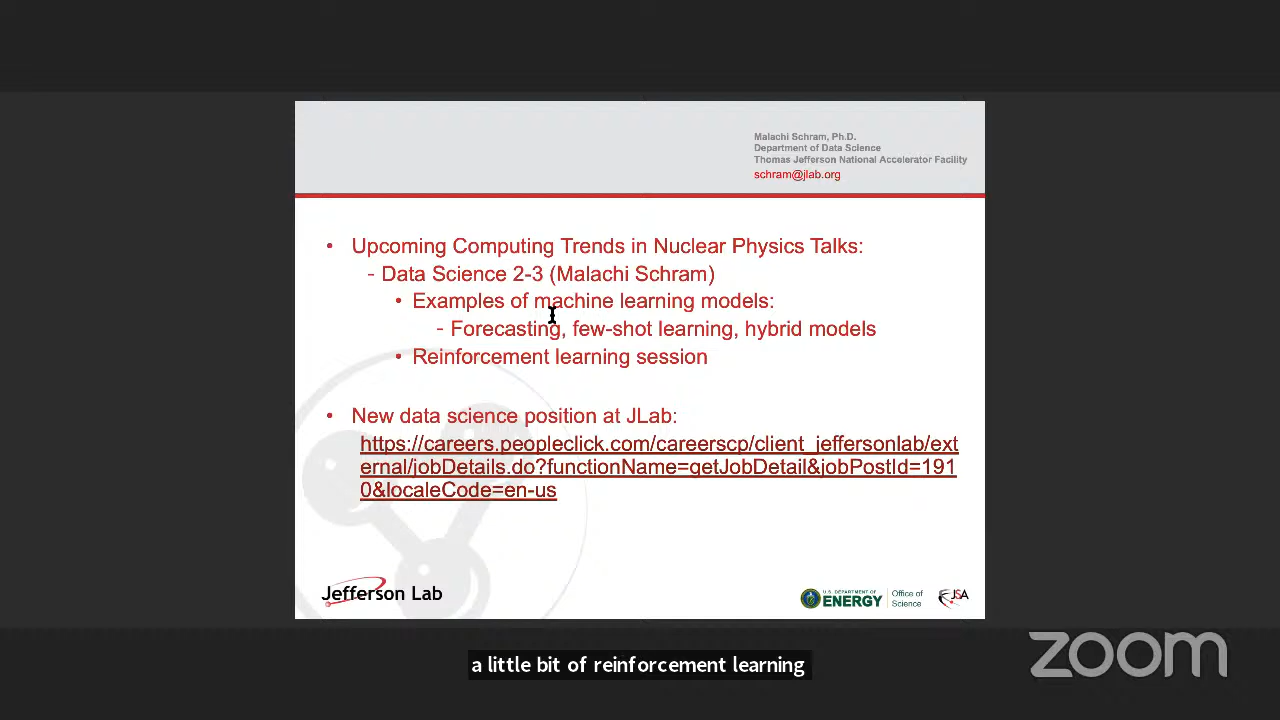 Malachi Schram, Ph.D.
Department of Data Science
Thomas Jefferson National Accelerator Facility
schram@jlab.org
• Upcoming Computing Trends in Nuclear Physics Talks:
- Data Science 2-3 (Malachi Schram)
• Examples of machine learning models:
- Forecasting, few-shot learning, hybrid models
• Reinforcement learning session
• New data science position at JLab:
https://careers.peopleclick.com/careerscp/client_jeffersonlab/ext
ernal/jobDetails.do?functionName=getJobDetail&jobPostId=191
0&localeCode=en-us
Jefferson Lab
U.S. DEPARTMENT OF
ENERGY
Office of
Science
JSA
a little bit of reinforcement learning
zoom